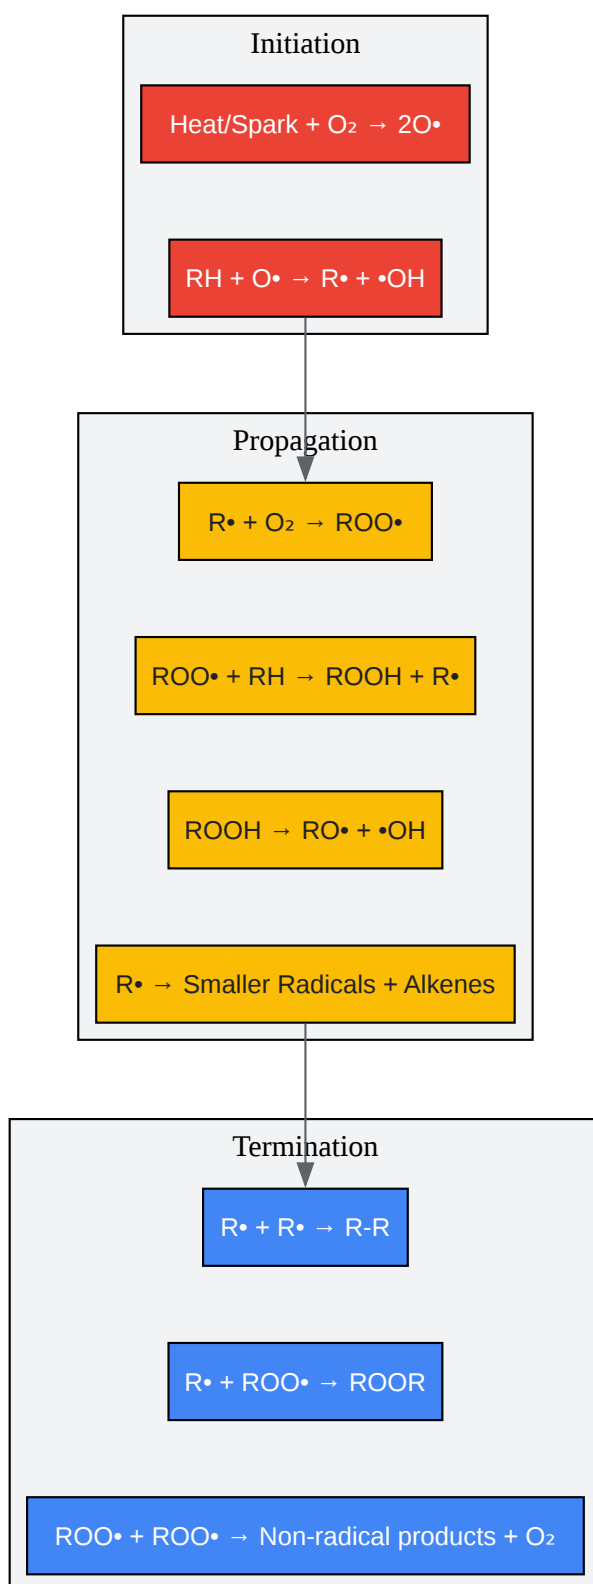 Initiation
Heat/Spark + O₂ → 2O•
RH + O• → R• + •OH
Propagation
R• + O₂ → ROO•
ROO• + RH → ROOH + R•
ROOH → RO• + •OH
R• → Smaller Radicals + Alkenes
Termination
R• + R• → R-R
R• + ROO• → ROOR
ROO• + ROO• → Non-radical products + O₂